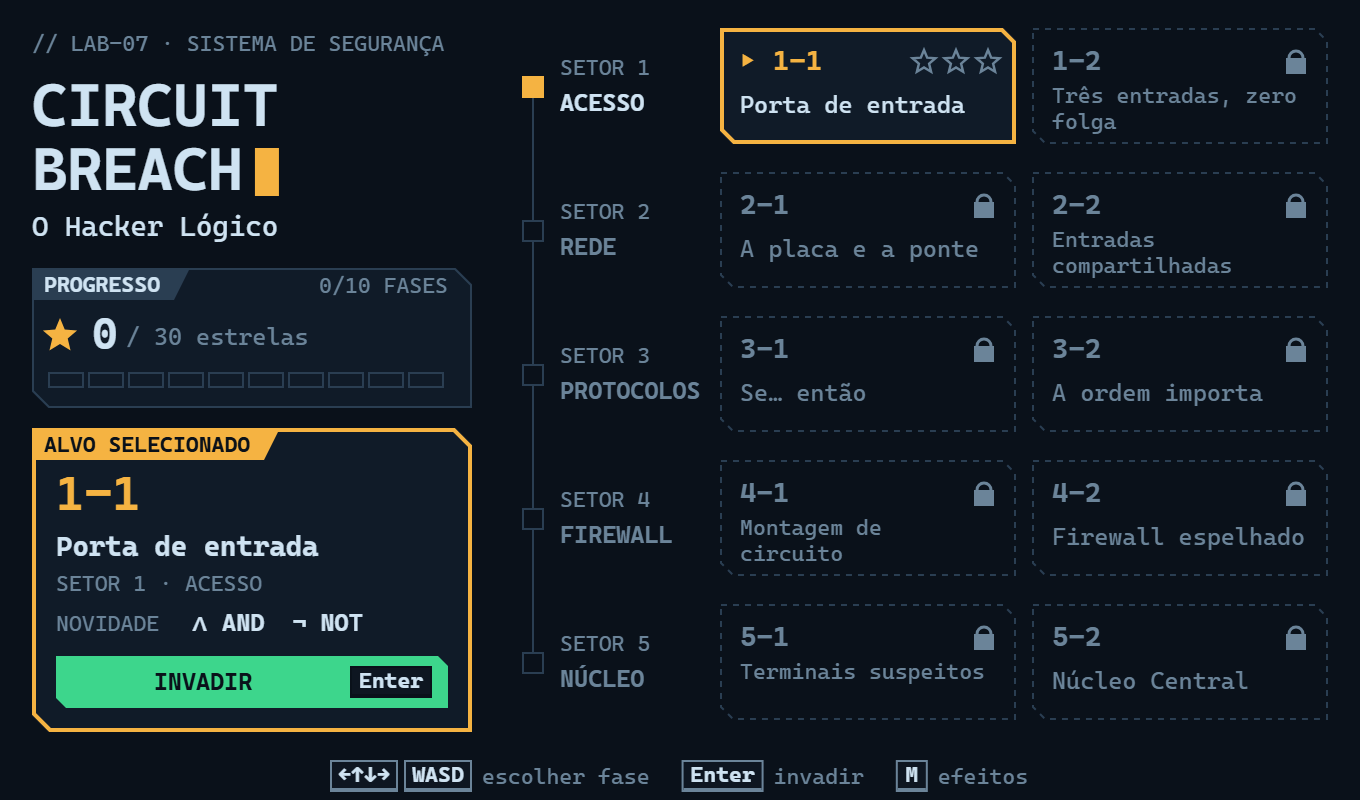 // LAB-07 · SISTEMA DE SEGURANÇA
CIRCUIT
BREACH
O Hacker Lógico
PROGRESSO
0/10 FASES
0 / 30 estrelas
ALVO SELECIONADO
1-1
Porta de entrada
SETOR 1 · ACESSO
NOVIDADE ∧ AND ¬ NOT
INVADIR Enter
SETOR 1
ACESSO
1-1
Porta de entrada
1-2
Três entradas, zero
folga
SETOR 2
REDE
2-1
A placa e a ponte
2-2
Entradas
compartilhadas
SETOR 3
PROTOCOLOS
3-1
Se… então
3-2
A ordem importa
SETOR 4
FIREWALL
4-1
Montagem de
circuito
4-2
Firewall espelhado
SETOR 5
NÚCLEO
5-1
Terminais suspeitos
5-2
Núcleo Central
←↑↓→ WASD escolher fase Enter invadir M efeitos